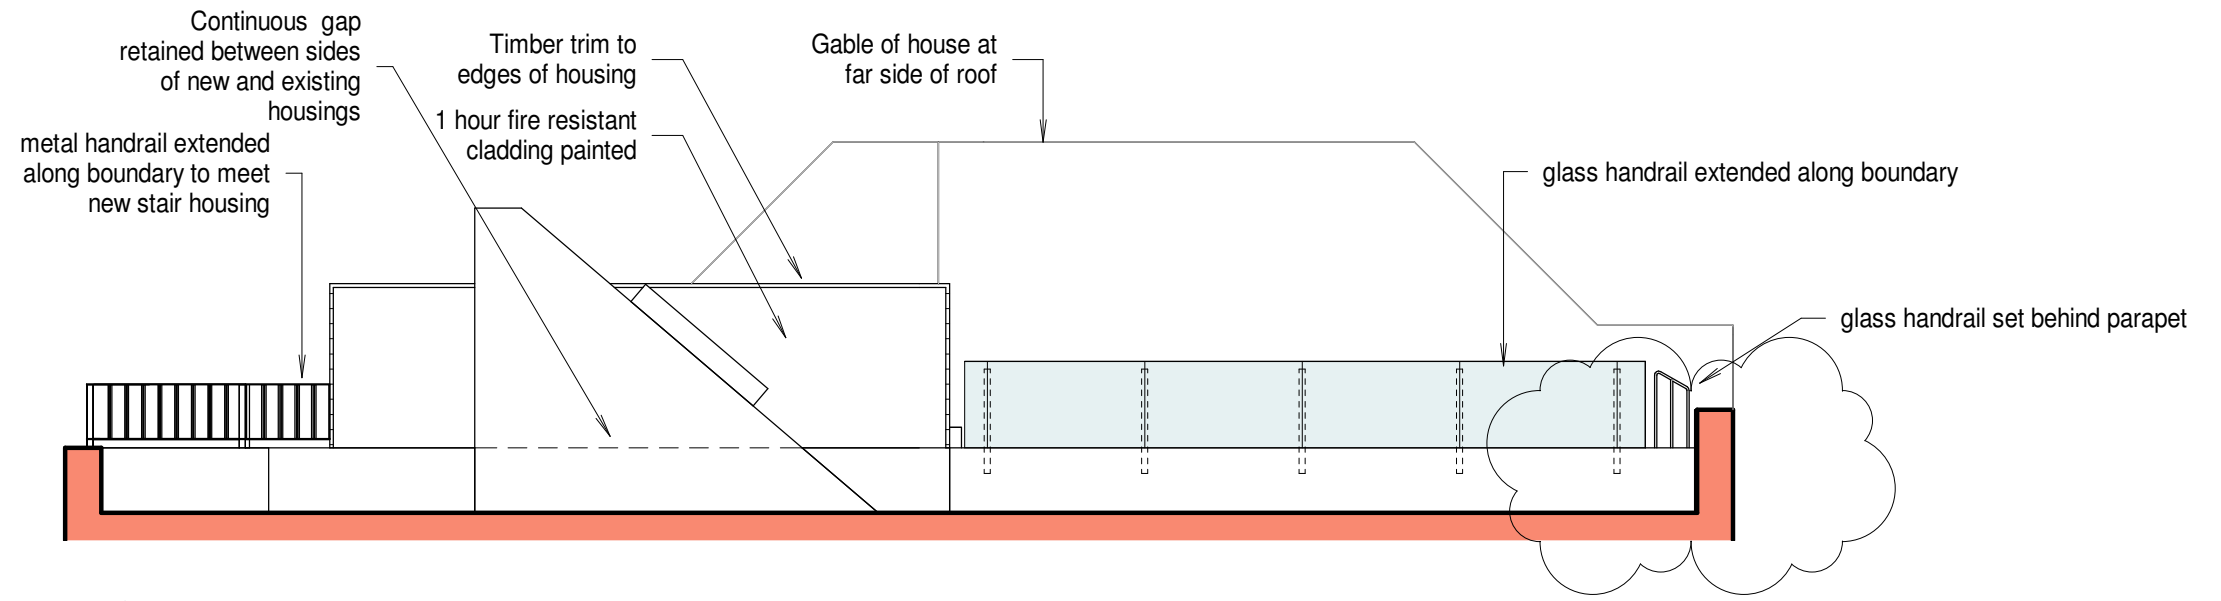 Continuous gap
retained between sides
of new and existing
housings
metal handrail extended
along boundary to meet
new stair housing
Timber trim to
edges of housing
1 hour fire resistant
cladding painted
Gable of house at
far side of roof
glass handrail extended along boundary
glass handrail set behind parapet